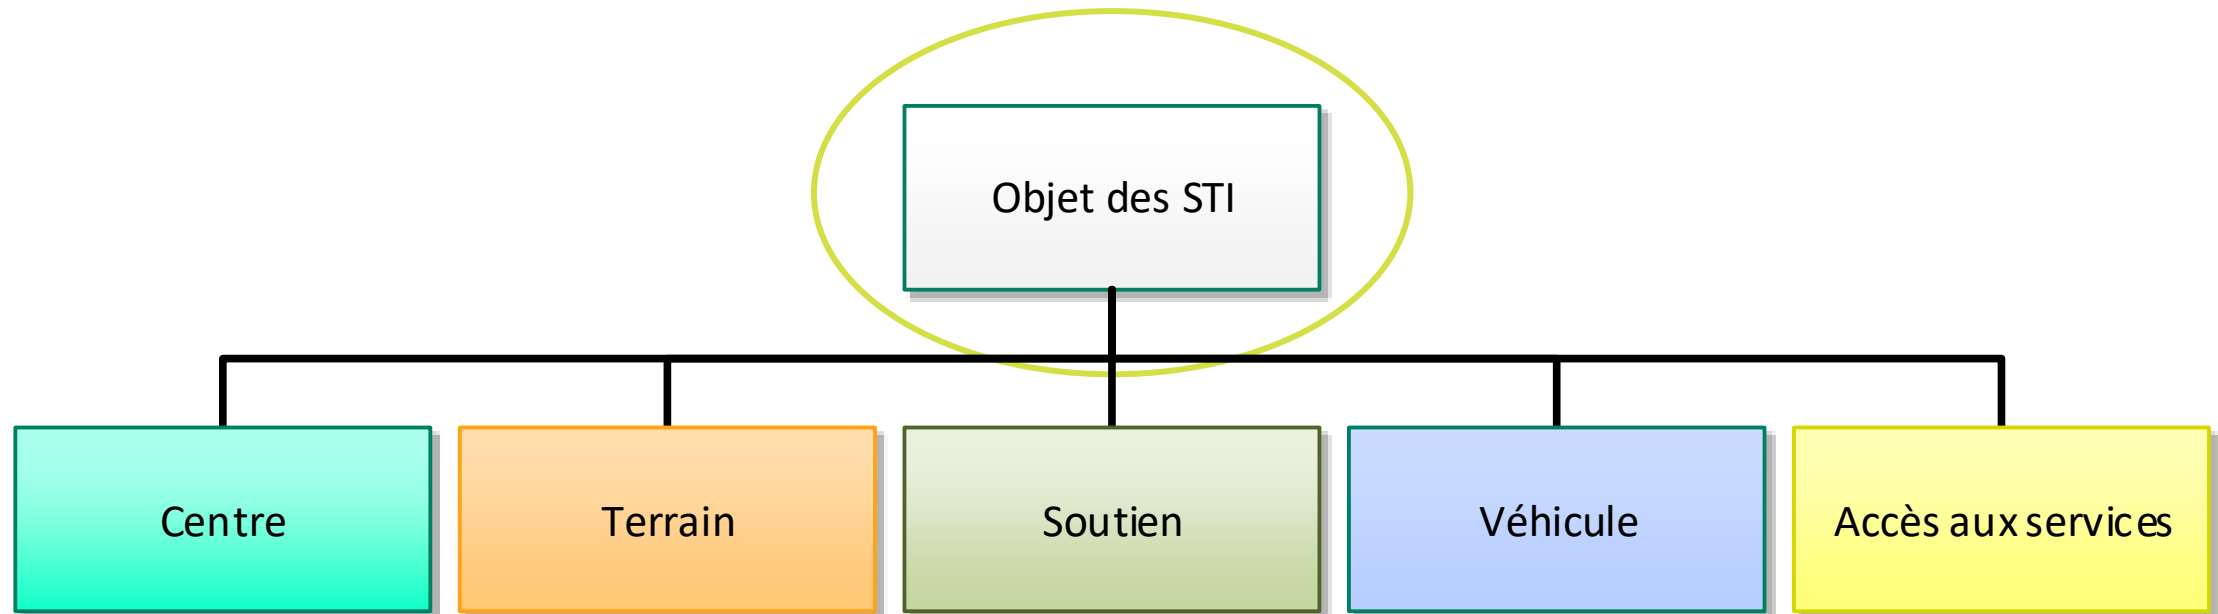 Objet des STI
Centre
Terrain
Soutien
Véhicule
Accès aux services